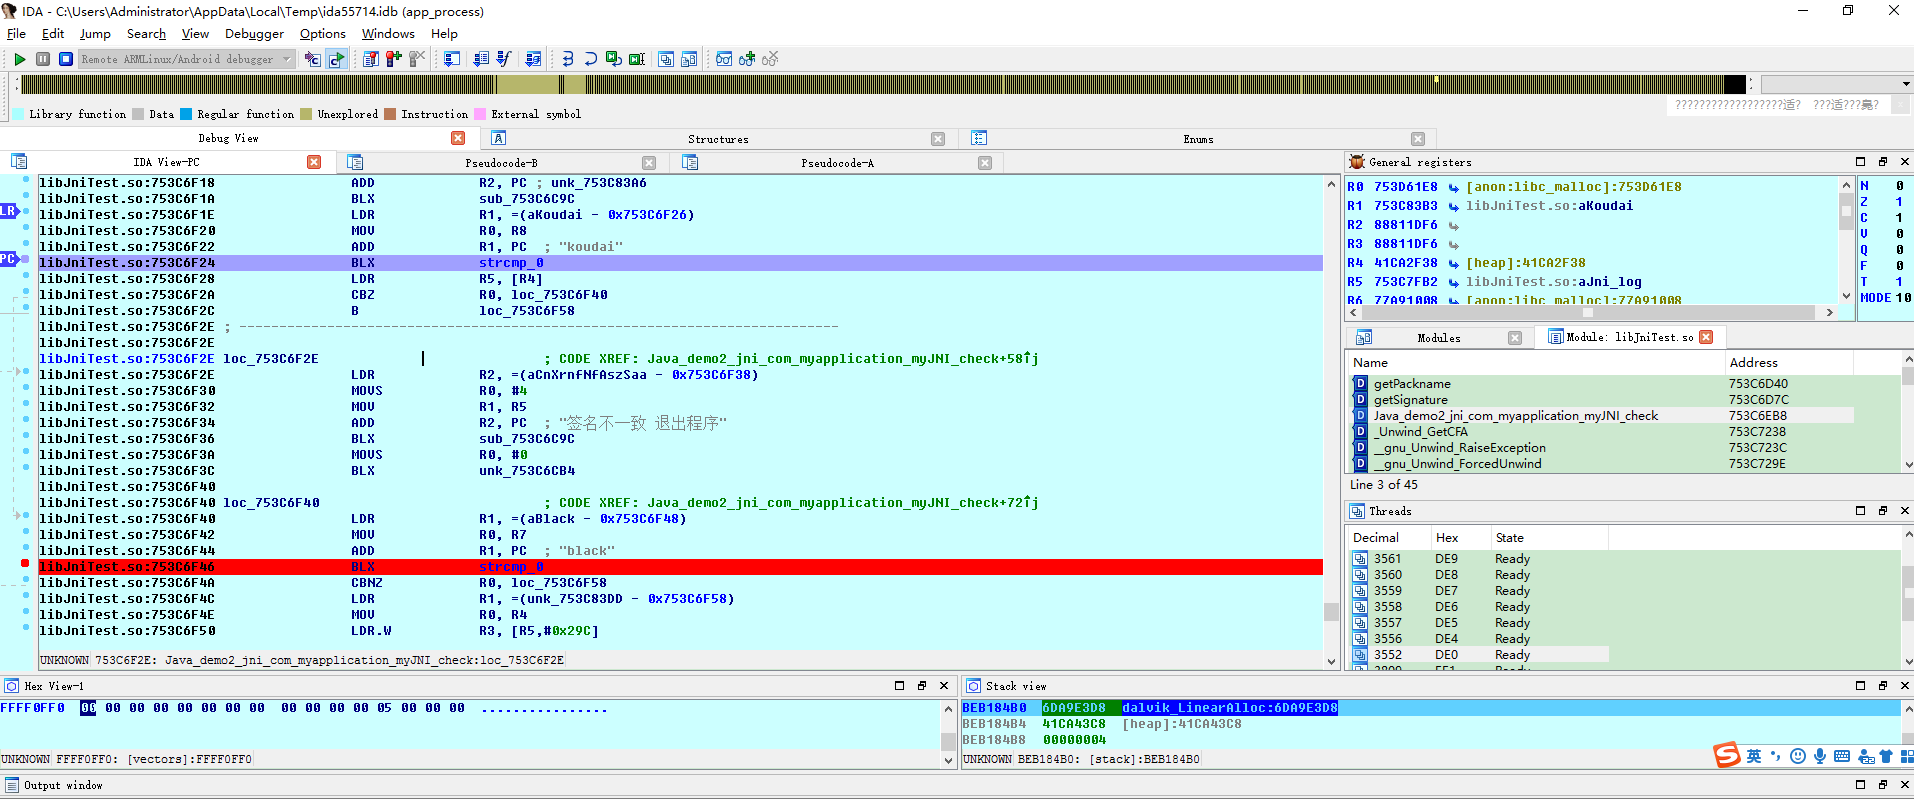 IDA - C:\Users\Administrator\AppData\Local\Temp\ida55714.idb (app_process)
File Edit Jump Search View Debugger Options Windows Help
Remote ARMLinux/Android debugger
Library function Data Regular function Unexplored Instruction External symbol
???????????????????适? ???适???
Debug View Structures Enums
IDA View-PC Pseudocode-B Pseudocode-A
libJniTest.so:753C6F18 ADD R2, PC ; unk_753C83A6
libJniTest.so:753C6F1A BLX sub_753C6C9C
LR
libJniTest.so:753C6F1E LDR R1, =(aKoudai - 0x753C6F26)
libJniTest.so:753C6F20 MOV R0, R8
libJniTest.so:753C6F22 ADD R1, PC ; "koudai"
PC
libJniTest.so:753C6F24 BLX strcmp_0
libJniTest.so:753C6F28 LDR R5, [R4]
libJniTest.so:753C6F2A CBZ R0, loc_753C6F40
libJniTest.so:753C6F2C B loc_753C6F58
libJniTest.so:753C6F2E ; ---------------------------------------------------------------------------
libJniTest.so:753C6F2E
libJniTest.so:753C6F2E loc_753C6F2E ; CODE XREF: Java_demo2_jni_com_myapplication_myJNI_check+58↑j
libJniTest.so:753C6F2E LDR R2, =(aCnXrnfNfAszSaa - 0x753C6F38)
libJniTest.so:753C6F30 MOVS R0, #4
libJniTest.so:753C6F32 MOV R1, R5
libJniTest.so:753C6F34 ADD R2, PC ; "签名不一致 退出程序"
libJniTest.so:753C6F36 BLX sub_753C6C9C
libJniTest.so:753C6F3A MOVS R0, #0
libJniTest.so:753C6F3C BLX unk_753C6CB4
libJniTest.so:753C6F40
libJniTest.so:753C6F40 loc_753C6F40 ; CODE XREF: Java_demo2_jni_com_myapplication_myJNI_check+72↑j
libJniTest.so:753C6F40 LDR R1, =(aBlack - 0x753C6F48)
libJniTest.so:753C6F42 MOV R0, R7
libJniTest.so:753C6F44 ADD R1, PC ; "black"
libJniTest.so:753C6F46 BLX strcmp_0
libJniTest.so:753C6F4A CBNZ R0, loc_753C6F58
libJniTest.so:753C6F4C LDR R1, =(unk_753C83DD - 0x753C6F58)
libJniTest.so:753C6F4E MOV R0, R4
libJniTest.so:753C6F50 LDR.W R3, [R5,#0x29C]
UNKNOWN 753C6F2E: Java_demo2_jni_com_myapplication_myJNI_check:loc_753C6F2E
General registers
R0 753D61E8 [anon:libc_malloc]:753D61E8
R1 753C83B3 libJniTest.so:aKoudai
R2 88811DF6
R3 88811DF6
R4 41CA2F38 [heap]:41CA2F38
R5 753C7FB2 libJniTest.so:aJni_log
R6 77A91008 [anon:libc_malloc]:77A91008
N 0
Z 1
C 1
V 0
Q 0
F 0
T 1
MODE 10
Modules Module: libJniTest.so
Name Address
getPackname 753C6D40
getSignature 753C6D7C
Java_demo2_jni_com_myapplication_myJNI_check 753C6EB8
_Unwind_GetCFA 753C7238
__gnu_Unwind_RaiseException 753C723C
__gnu_Unwind_ForcedUnwind 753C729E
Line 3 of 45
Threads
Decimal Hex State
3561 DE9 Ready
3560 DE8 Ready
3559 DE7 Ready
3558 DE6 Ready
3557 DE5 Ready
3556 DE4 Ready
3552 DE0 Ready
Hex View-1
FFFF0FF0 00 00 00 00 00 00 00 00 00 00 00 00 05 00 00 00 ................
UNKNOWN FFFF0FF0: [vectors]:FFFF0FF0
Stack view
BEB184B0 6DA9E3D8 dalvik_LinearAlloc:6DA9E3D8
BEB184B4 41CA43C8 [heap]:41CA43C8
BEB184B8 00000004
UNKNOWN BEB184B0: [stack]:BEB184B0
英
Output window